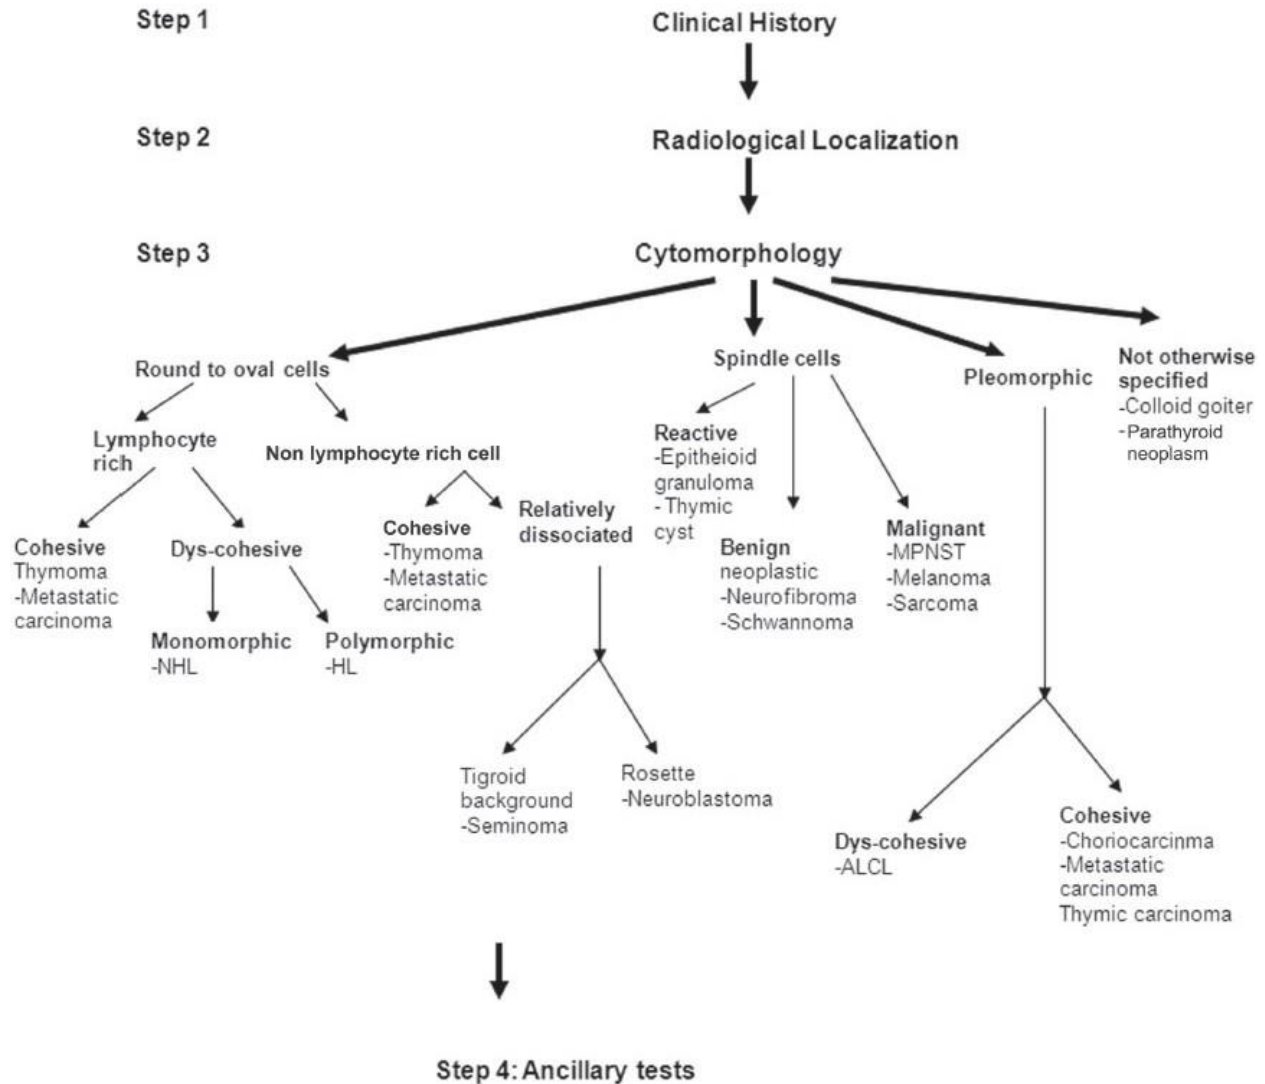 Step 1
Clinical History
Step 2
Radiological Localization
Step 3
Cytomorphology
Round to oval cells
Lymphocyte
rich
Non lymphocyte rich cell
Cohesive
Thymoma
-Metastatic
carcinoma
Dys-cohesive
Monomorphic
-NHL
Polymorphic
-HL
Cohesive
-Thymoma
-Metastatic
carcinoma
Relatively
dissociated
Tigroid
background
-Seminoma
Rosette
-Neuroblastoma
Spindle cells
Reactive
-Epitheioid
granuloma
- Thymic
cyst
Benign
neoplastic
-Neurofibroma
-Schwannoma
Malignant
-MPNST
-Melanoma
-Sarcoma
Pleomorphic
Dys-cohesive
-ALCL
Cohesive
-Choriocarcinma
-Metastatic
carcinoma
Thymic carcinoma
Not otherwise
specified
-Colloid goiter
-Parathyroid
neoplasm
Step 4: Ancillary tests